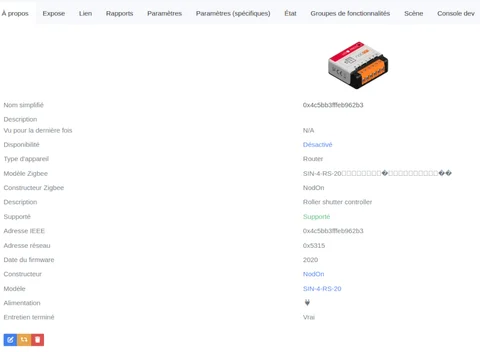 À propos Expose Lien Rapports Paramètres Paramètres (spécifiques) État Groupes de fonctionnalités Scène Console dev
Nom simplifié 0x4c5bb3fffeb962b3
Description
Vu pour la dernière fois N/A
Disponibilité Désactivé
Type d'appareil Router
Modèle Zigbee SIN-4-RS-20□□□□□□□□�□□□□□□□□□□��
Constructeur Zigbee NodOn
Description Roller shutter controller
Supporté Supporté
Adresse IEEE 0x4c5bb3fffeb962b3
Adresse réseau 0x5315
Date du firmware 2020
Constructeur NodOn
Modèle SIN-4-RS-20
Alimentation
Entretien terminé Vrai